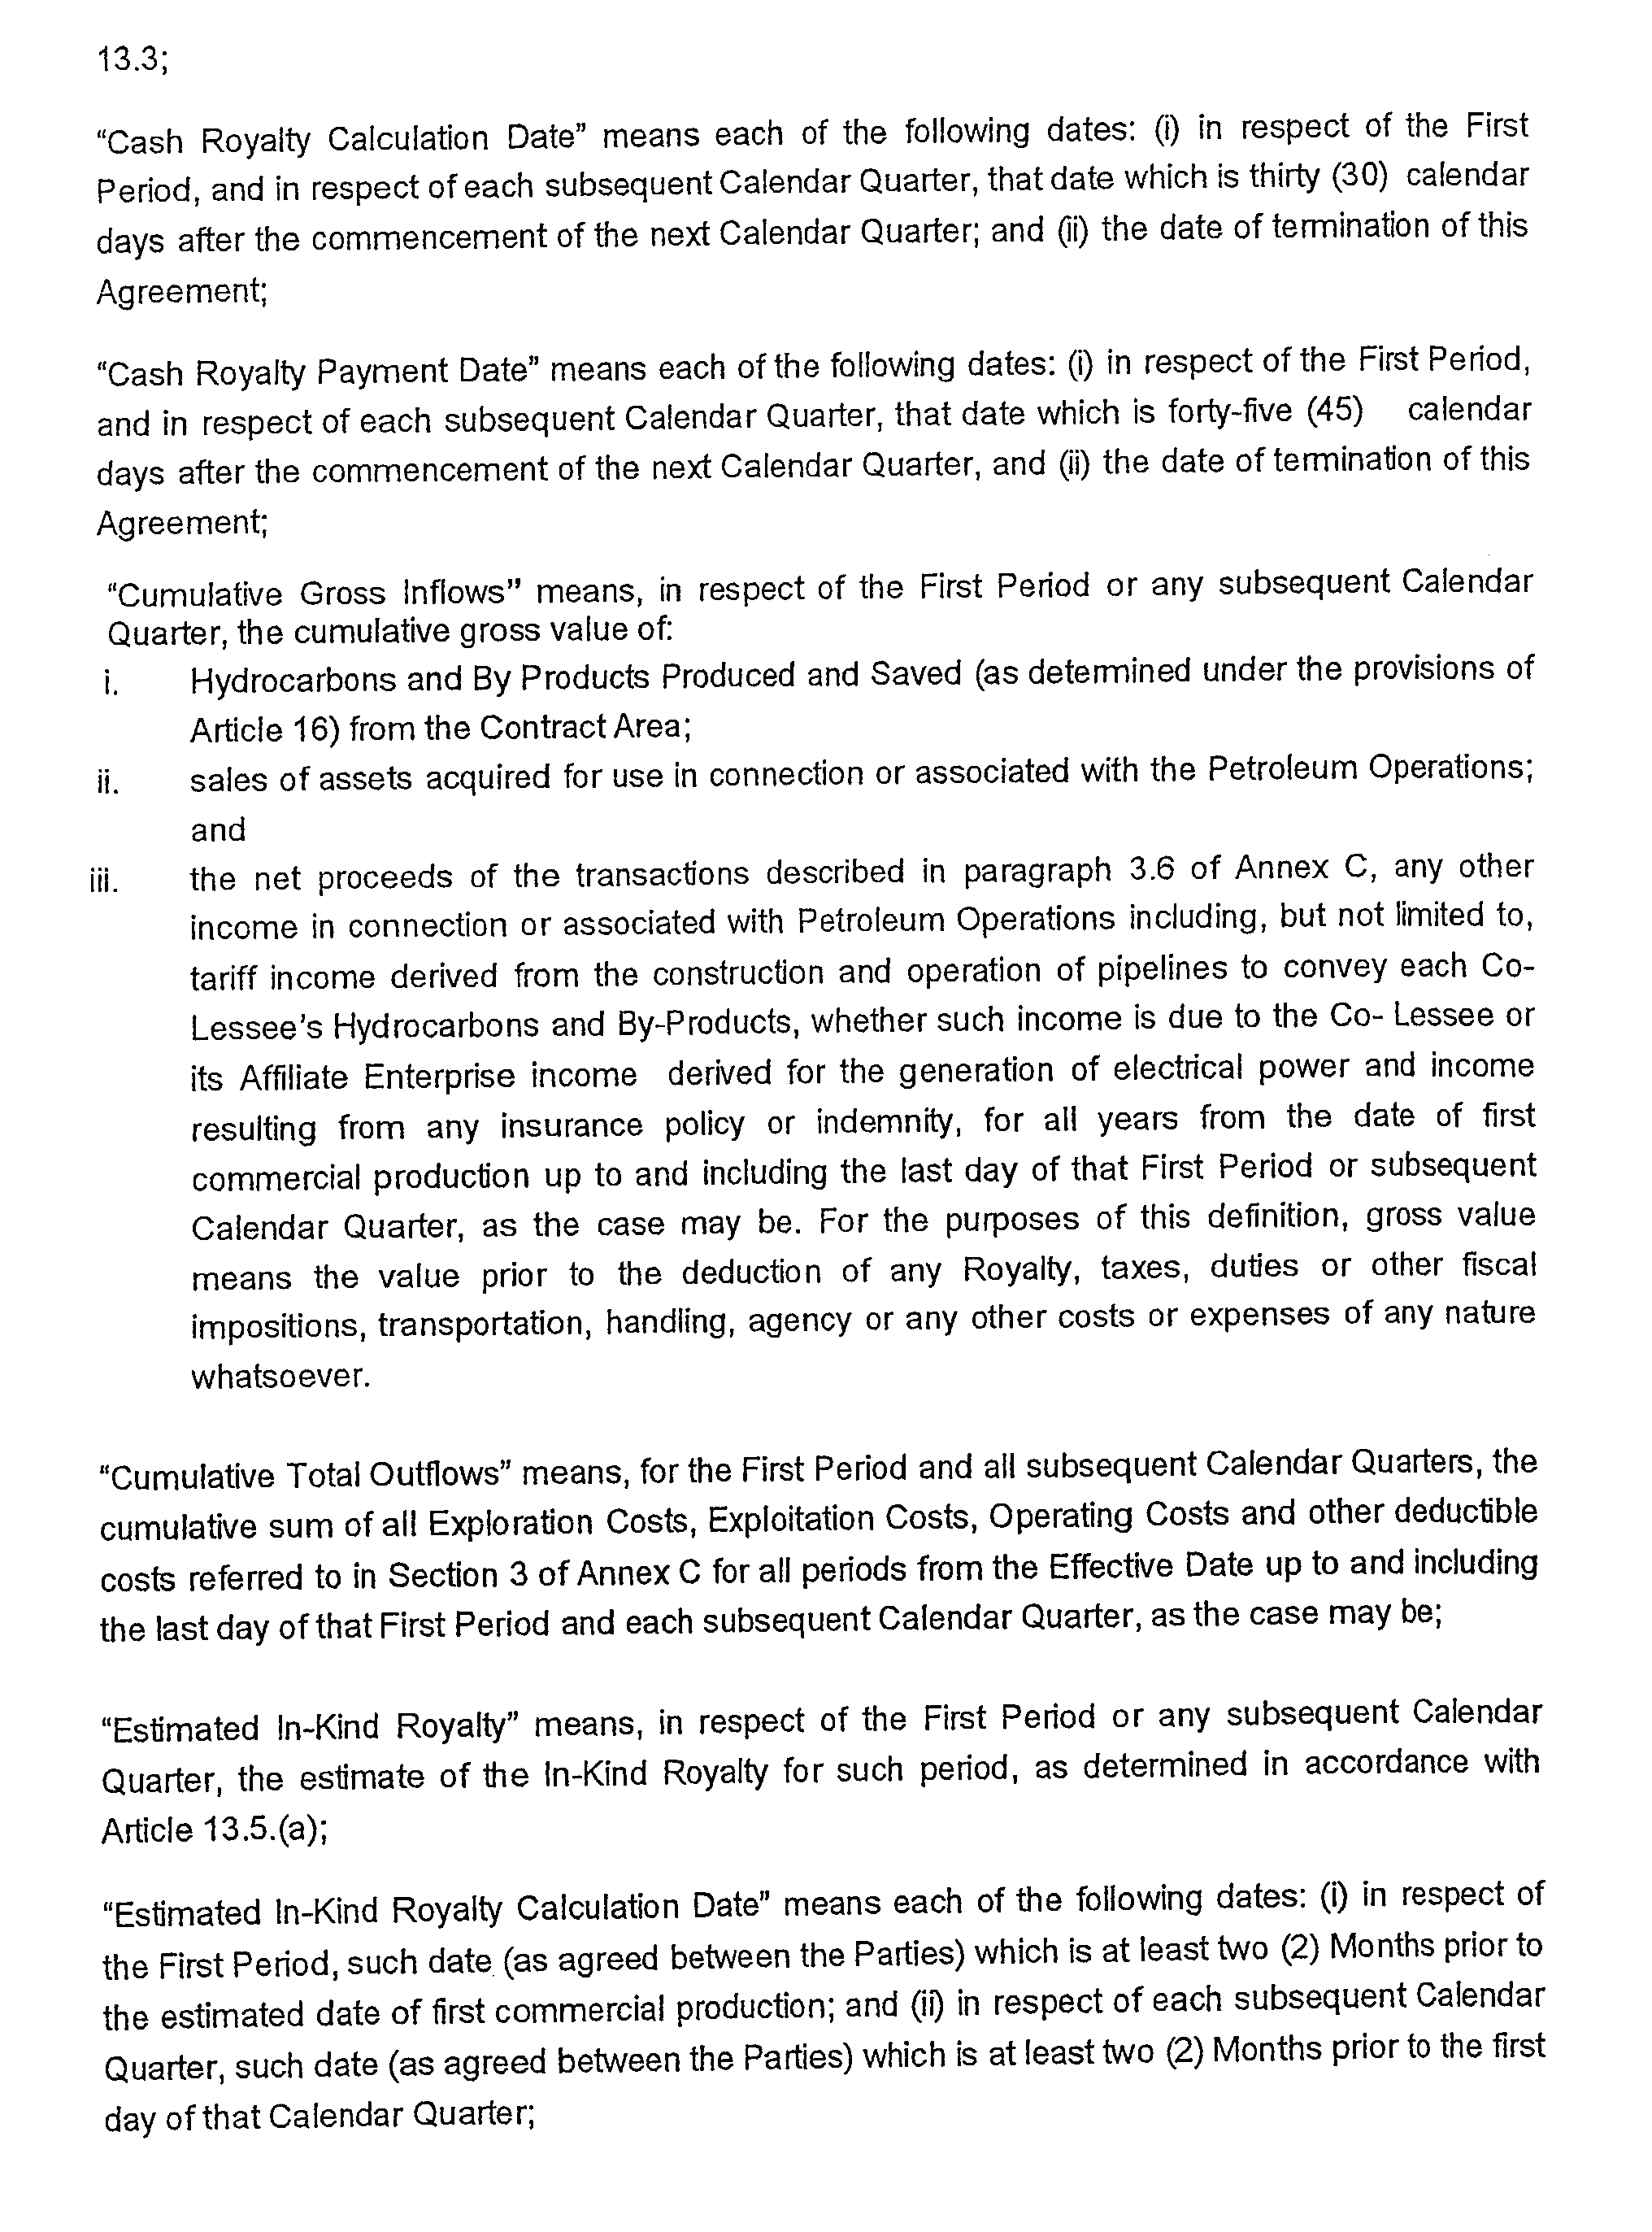 13.3;
“Cash Royalty Calculation Date” means each of the following dates: (i) in respect of the First
Period, and in respect of each subsequent Calendar Quarter, that date which is thirty (30) calendar
days after the commencement of the next Calendar Quarter; and (ii) the date of termination of this
Agreement;
“Cash Royalty Payment Date” means each of the following dates: (i) in respect of the First Period,
and in respect of each subsequent Calendar Quarter, that date which is forty-five (45) calendar
days after the commencement of the next Calendar Quarter, and (ii) the date of termination of this
Agreement;
“Cumulative Gross Inflows” means, in respect of the First Period or any subsequent Calendar
Quarter, the cumulative gross value of:
i. Hydrocarbons and By Products Produced and Saved (as determined under the provisions of
Article 16) from the Contract Area;
ii. sales of assets acquired for use in connection or associated with the Petroleum Operations;
and
iii. the net proceeds of the transactions described in paragraph 3.6 of Annex C, any other
income in connection or associated with Petroleum Operations including, but not limited to,
tariff income derived from the construction and operation of pipelines to convey each Co-
Lessee’s Hydrocarbons and By-Products, whether such income is due to the Co- Lessee or
its Affiliate Enterprise income derived for the generation of electrical power and income
resulting from any insurance policy or indemnity, for all years from the date of first
commercial production up to and including the last day of that First Period or subsequent
Calendar Quarter, as the case may be. For the purposes of this definition, gross value
means the value prior to the deduction of any Royalty, taxes, duties or other fiscal
impositions, transportation, handling, agency or any other costs or expenses of any nature
whatsoever.
“Cumulative Total Outflows” means, for the First Period and all subsequent Calendar Quarters, the
cumulative sum of all Exploration Costs, Exploitation Costs, Operating Costs and other deductible
costs referred to in Section 3 of Annex C for all periods from the Effective Date up to and including
the last day of that First Period and each subsequent Calendar Quarter, as the case may be;
“Estimated In-Kind Royalty” means, in respect of the First Period or any subsequent Calendar
Quarter, the estimate of the In-Kind Royalty for such period, as determined in accordance with
Article 13.5.(a);
“Estimated In-Kind Royalty Calculation Date” means each of the following dates: (i) in respect of
the First Period, such date (as agreed between the Parties) which is at least two (2) Months prior to
the estimated date of first commercial production; and (ii) in respect of each subsequent Calendar
Quarter, such date (as agreed between the Parties) which is at least two (2) Months prior to the first
day of that Calendar Quarter;